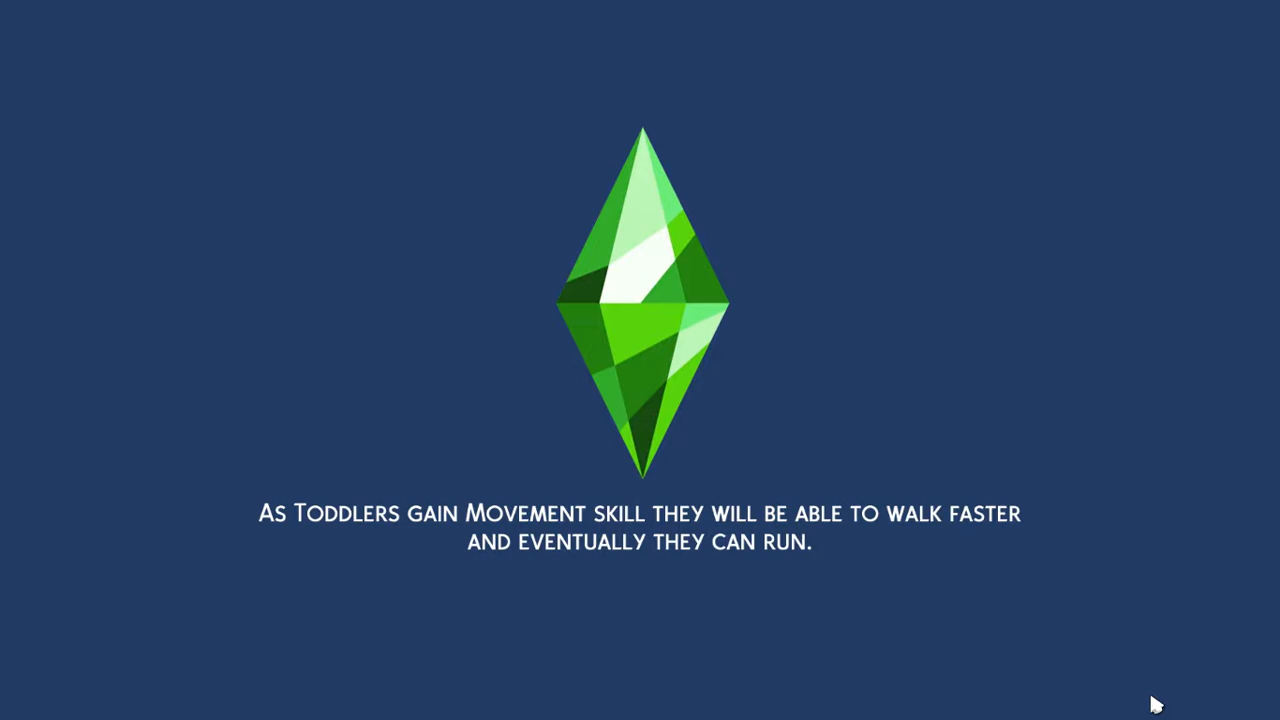 As Toddlers gain Movement skill they will be able to walk faster
and eventually they can run.